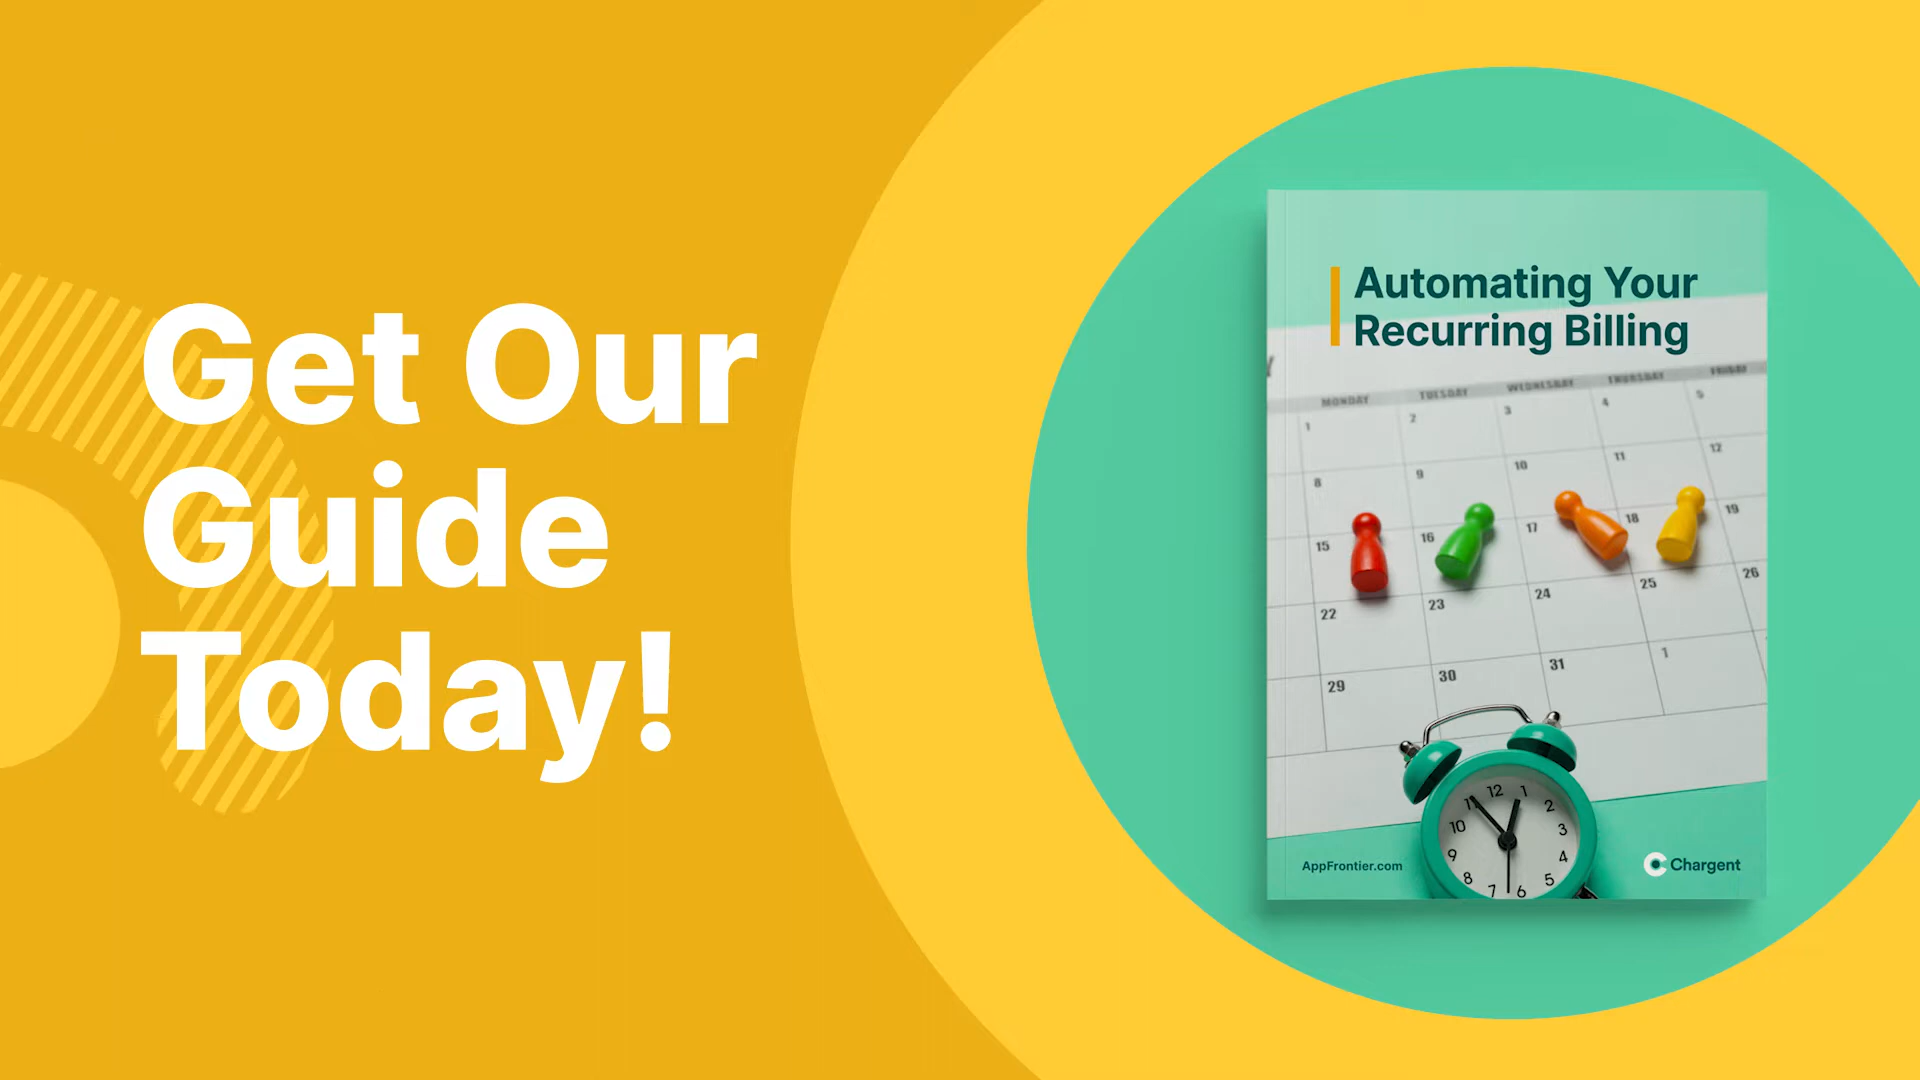 Get Our
Guide
Today!
Automating Your
Recurring Billing
Y
MONDAY TUESDAY WEDNESDAY THURSDAY FRIDAY
1 2 3 4 5
8 9 10 11 12
15 16 17 18 19
22 23 24 25 26
29 30 31 1
12 1 2 3 4 5 6 7 8 9 10 11
AppFrontier.com
Chargent